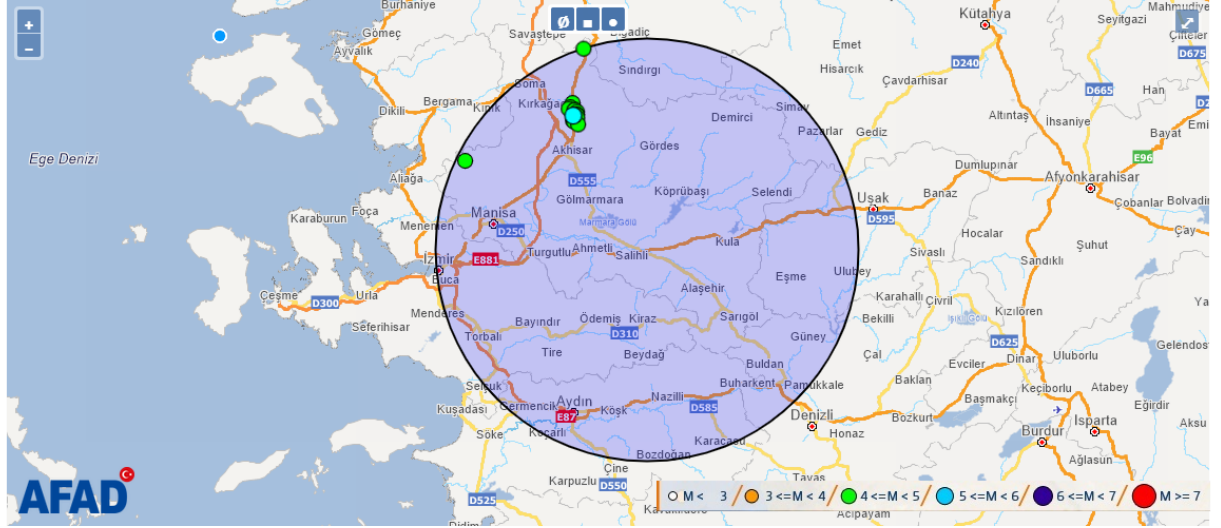 +
−
Ø
Burhaniye
Gömeç
Ayvalık
Savaştepe
Bigadiç
Kütahya
Seyitgazi
Mahmudiye
Çifteler
D675
Emet
Hisarcık
D240
Çavdarhisar
D665
Han
Sındırgı
Soma
Kırkağaç
Bergama
Kınık
Dikili
Demirci
Simav
Pazarlar
Gediz
Altıntaş
İhsaniye
Bayat
Emi
E96
Ege Denizi
Akhisar
Gördes
Aliağa
D555
Gölmarmara
Köprübaşı
Selendi
Dumlupınar
Banaz
Uşak
D595
Afyonkarahisar
Çobanlar
Bolvadin
Çay
Karaburun
Foça
Menemen
Manisa
D250
Marmara Gölü
Hocalar
Şuhut
İzmir
E881
Turgutlu
Ahmetli
Salihli
Kula
Sivaslı
Sandıklı
Buca
Eşme
Ulubey
Çeşme
D300
Urla
Seferihisar
Menderes
Alaşehir
Karahallı
Çivril
Işıklı Gölü
Kızılören
Ya
Bayındır
Ödemiş
Kiraz
Sarıgöl
Bekilli
Torbalı
D310
Güney
D625
Tire
Beydağ
Çal
Evciler
Dinar
Uluborlu
Gelendost
Selçuk
Buldan
Baklan
Keçiborlu
Atabey
Kuşadası
Germencik
Aydın
Köşk
Nazilli
Buharkent
Pamukkale
Başmakçı
Eğirdir
E87
D585
Denizli
Bozkurt
Isparta
Aksu
Söke
Koçarlı
Karacasu
Honaz
Burdur
Ağlasun
Bozdoğan
Çine
Karpuzlu
D550
Tavas
AFAD
D525
Didim
Kavaklıdere
Acıpayam
M < 3
3 <=M < 4
4 <=M < 5
5 <=M < 6
6 <=M < 7
M >= 7